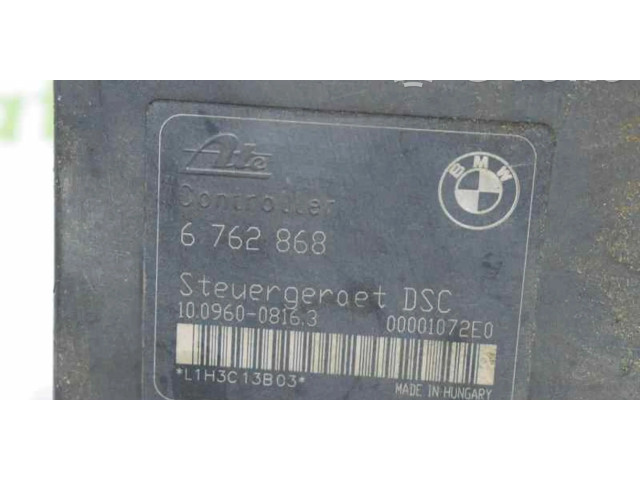 Ate
BMW
Controller
6 762 868
Steuergeraet DSC
10.0960-0816.3 00001072E0
*L1H3C13B03*
MADE IN HUNGARY